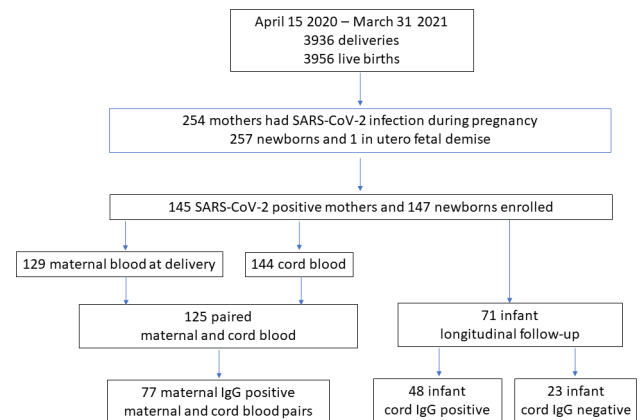 April 15 2020 – March 31 2021
3936 deliveries
3956 live births
254 mothers had SARS-CoV-2 infection during pregnancy
257 newborns and 1 in utero fetal demise
145 SARS-CoV-2 positive mothers and 147 newborns enrolled
129 maternal blood at delivery
144 cord blood
125 paired
maternal and cord blood
71 infant
longitudinal follow-up
77 maternal IgG positive
maternal and cord blood pairs
48 infant
cord IgG positive
23 infant
cord IgG negative